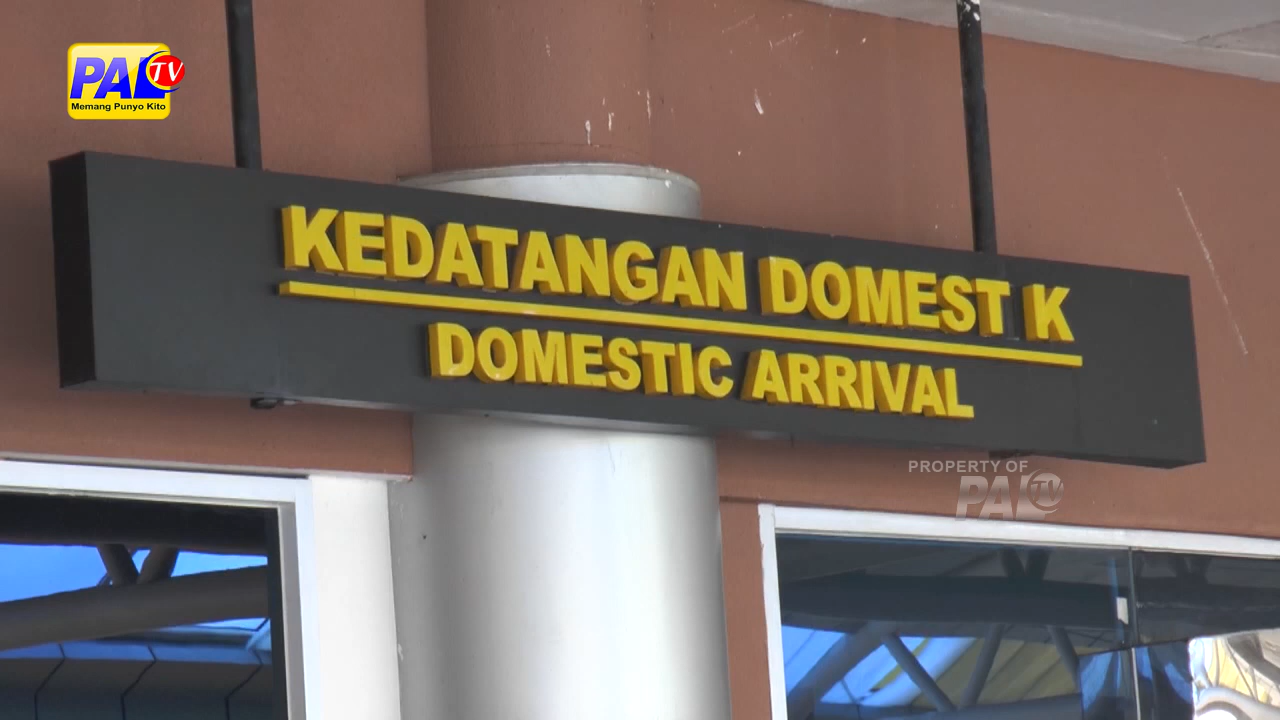 PAL TV
Memang Punyo Kito
KEDATANGAN DOMEST K
DOMESTIC ARRIVAL
PROPERTY OF
PAL TV